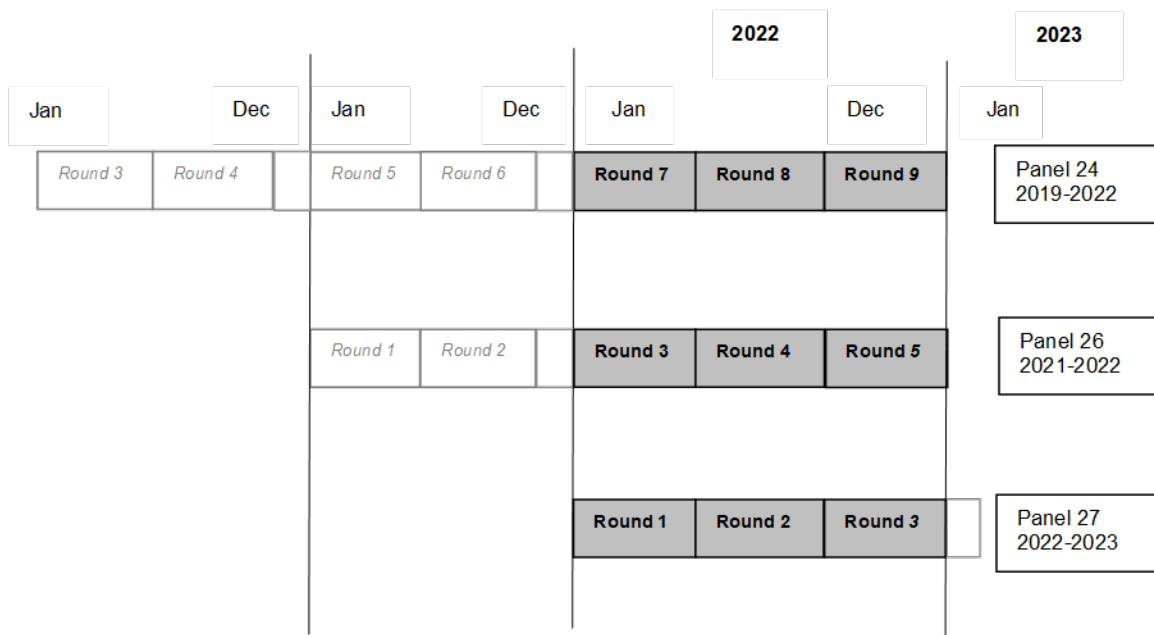 2022
2023
Jan
Dec
Jan
Dec
Jan
Dec
Jan
Round 3
Round 4
Round 5
Round 6
Round 7
Round 8
Round 9
Panel 24
2019-2022
Round 1
Round 2
Round 3
Round 4
Round 5
Panel 26
2021-2022
Round 1
Round 2
Round 3
Panel 27
2022-2023